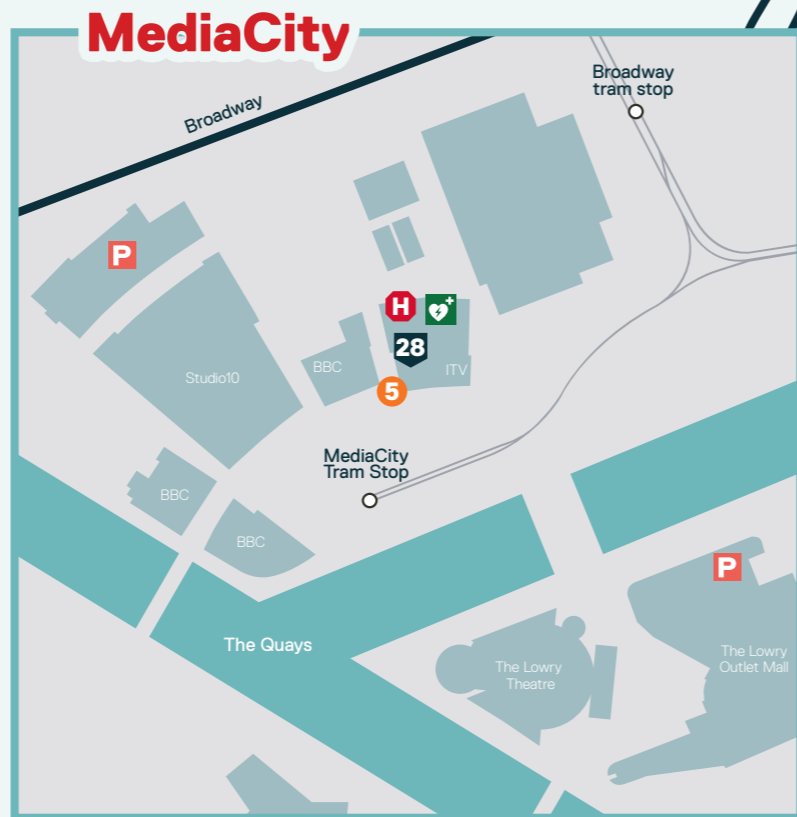 MediaCity
Broadway
Broadway
tram stop
P
H
28
BBC
ITV
5
Studio10
MediaCity
Tram Stop
BBC
BBC
P
The Quays
The Lowry
Theatre
The Lowry
Outlet Mall